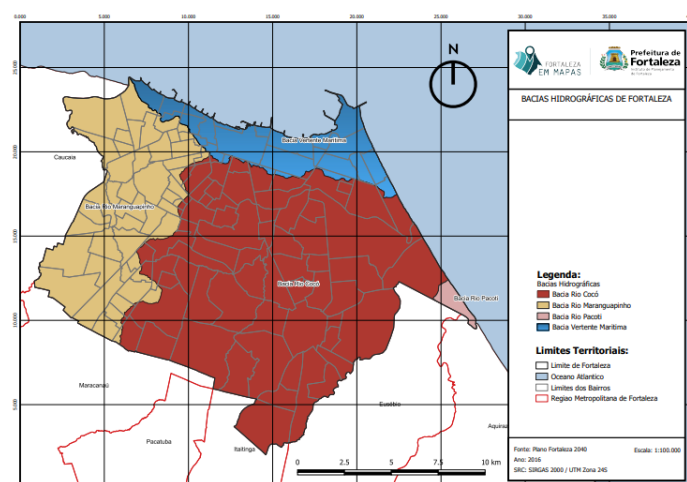 0.000
5.000
10.000
15.000
20.000
25.000
30.000
35.000
25.000
20.000
15.000
10.000
5.000
N
Caucaia
Bacia Vertente Marítima
Bacia Rio Maranguapinho
Bacia Rio Cocó
Bacia Rio Pacoti
Maracanaú
Eusébio
Pacatuba
Itaitinga
Aquiraz
0 2.5 5 7.5 10 km
FORTALEZA
EM MAPAS
Prefeitura de
Fortaleza
BACIAS HIDROGRÁFICAS DE FORTALEZA
Legenda:
Bacias Hidrográficas
Bacia Rio Cocó
Bacia Rio Maranguapinho
Bacia Rio Pacoti
Bacia Vertente Marítima
Limites Territoriais:
Limite de Fortaleza
Oceano Atlantico
Limites dos Bairros
Regiao Metropolitana de Fortaleza
Fonte: Plano Fortaleza 2040
Escala: 1:100.000
Ano: 2016
SRC: SIRGAS 2000 / UTM Zona 24S